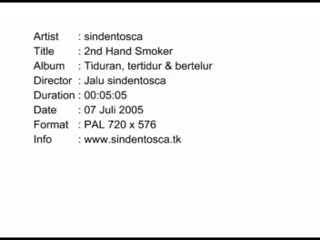 Artist : sindentosca
Title : 2nd Hand Smoker
Album : Tiduran, tertidur & bertelur
Director : Jalu sindentosca
Duration : 00:05:05
Date : 07 Juli 2005
Format : PAL 720 x 576
Info : www.sindentosca.tk